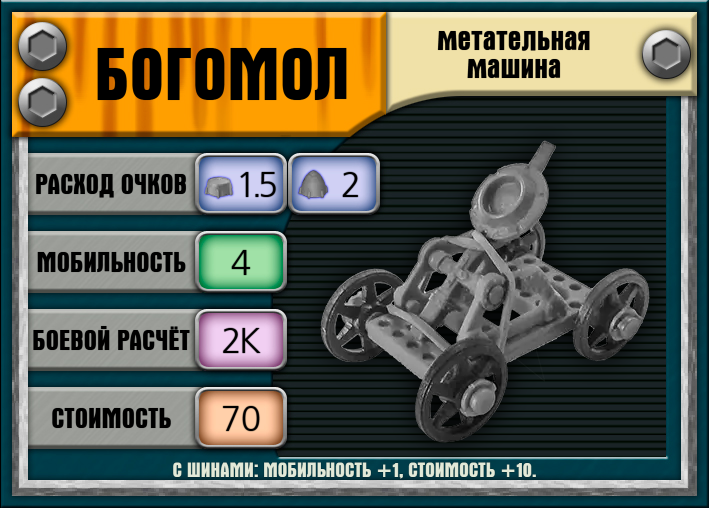 БОГОМОЛ
МЕТАТЕЛЬНАЯ
МАШИНА
РАСХОД ОЧКОВ 1.5 2
МОБИЛЬНОСТЬ 4
БОЕВОЙ РАСЧЁТ 2К
СТОИМОСТЬ 70
С ШИНАМИ: МОБИЛЬНОСТЬ +1, СТОИМОСТЬ +10.